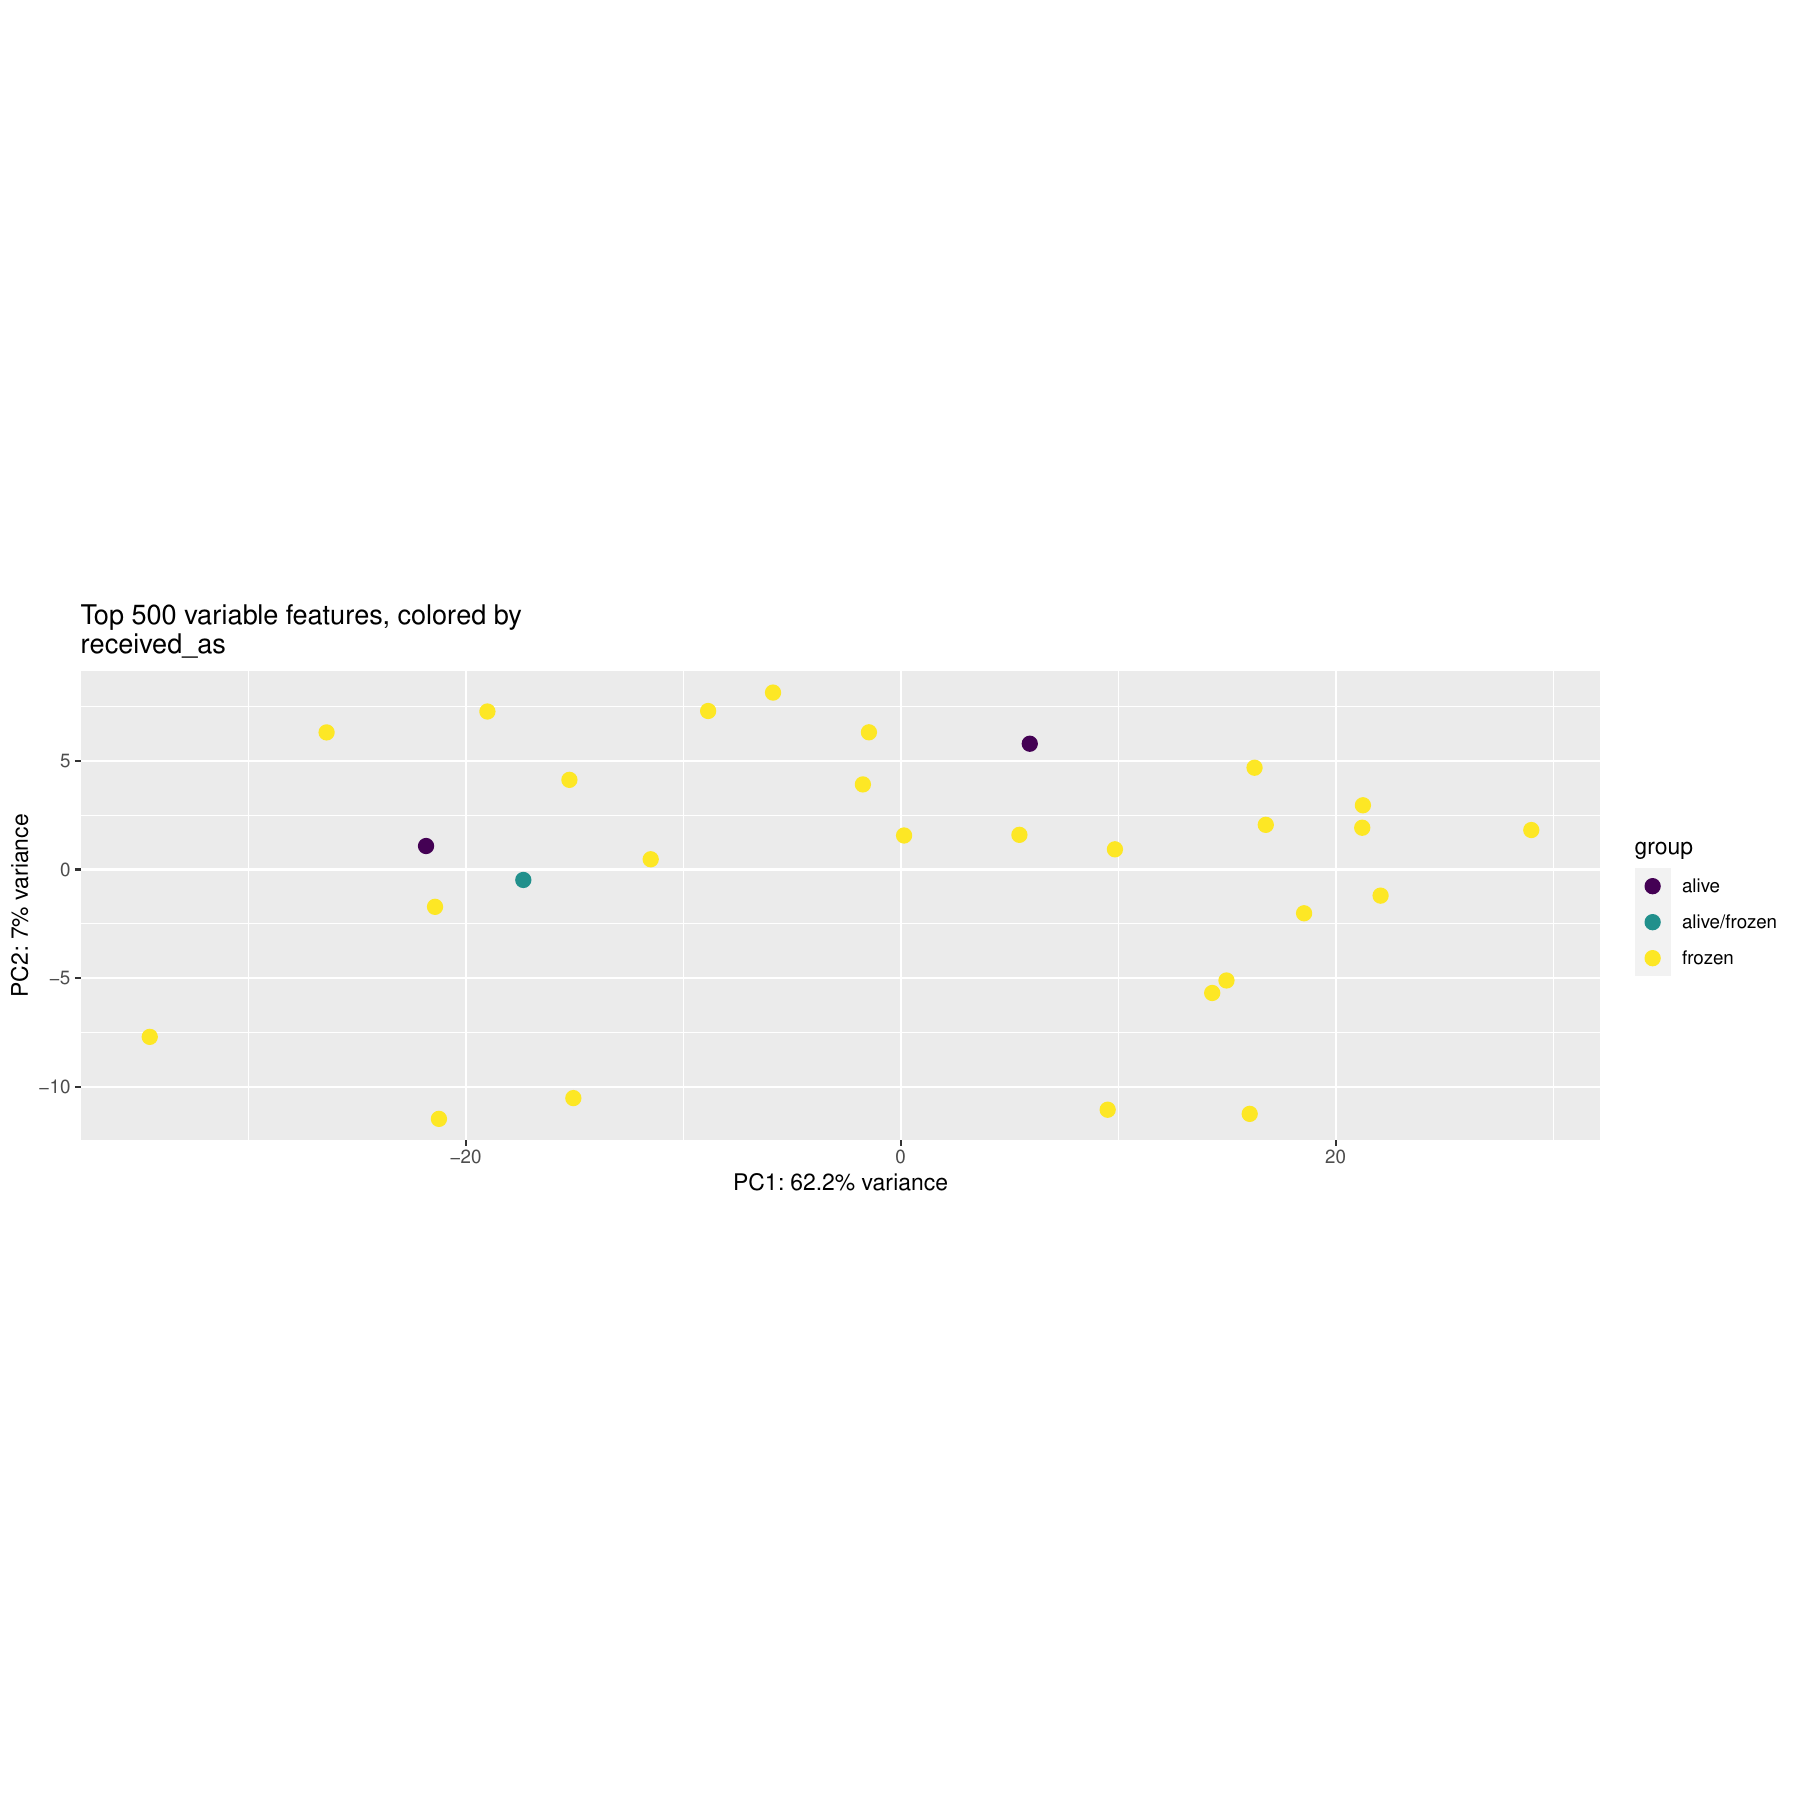 Top 500 variable features, colored by
received_as
PC2: 7% variance
5
0
−5
−10
−20
0
20
PC1: 62.2% variance
group
alive
alive/frozen
frozen